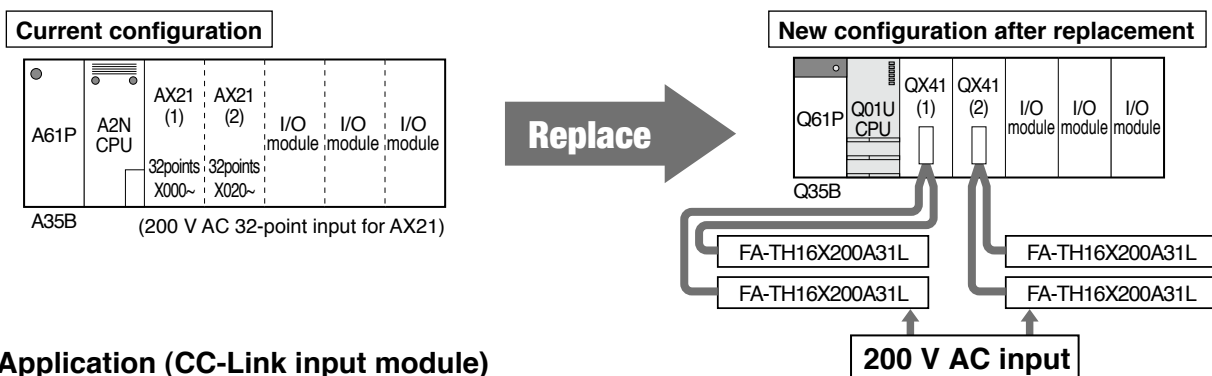 Current configuration
A61P
A2N
CPU
AX21
(1)
32points
X000~
AX21
(2)
32points
X020~
I/O
module
I/O
module
I/O
module
A35B
(200 V AC 32-point input for AX21)
Replace
New configuration after replacement
Q61P
Q01U
CPU
QX41
(1)
QX41
(2)
I/O
module
I/O
module
I/O
module
Q35B
FA-TH16X200A31L
FA-TH16X200A31L
FA-TH16X200A31L
FA-TH16X200A31L
200 V AC input
Application (CC-Link input module)